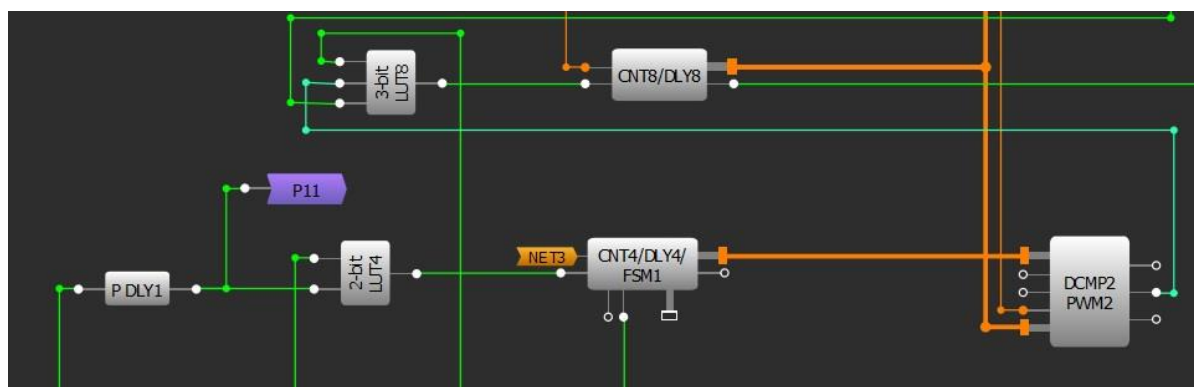 3-bit
LUT8
CNT8/DLY8
P11
P DLY1
2-bit
LUT4
NET3
CNT4/DLY4/
FSM1
DCMP2
PWM2